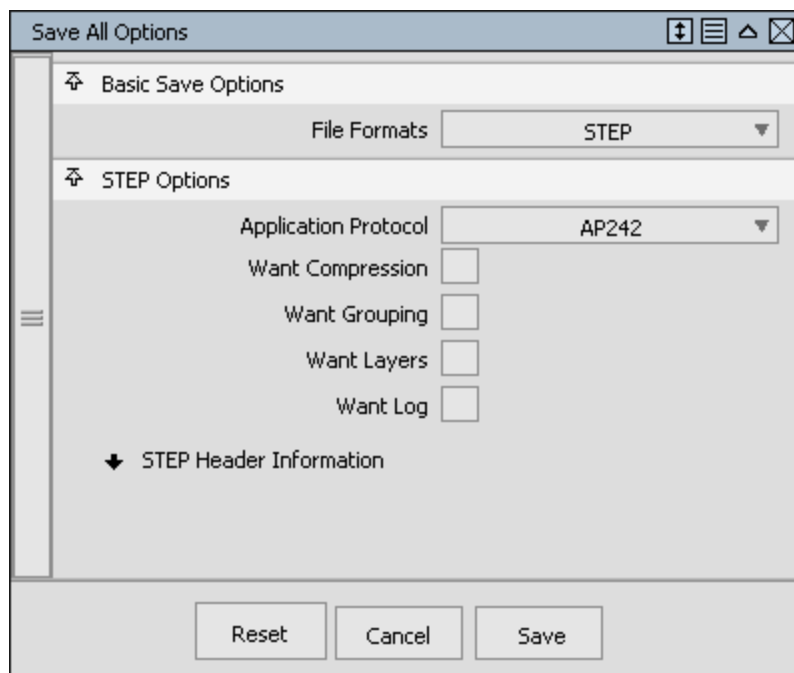 Save All Options
Basic Save Options
File Formats STEP
STEP Options
Application Protocol AP242
Want Compression
Want Grouping
Want Layers
Want Log
STEP Header Information
Reset Cancel Save